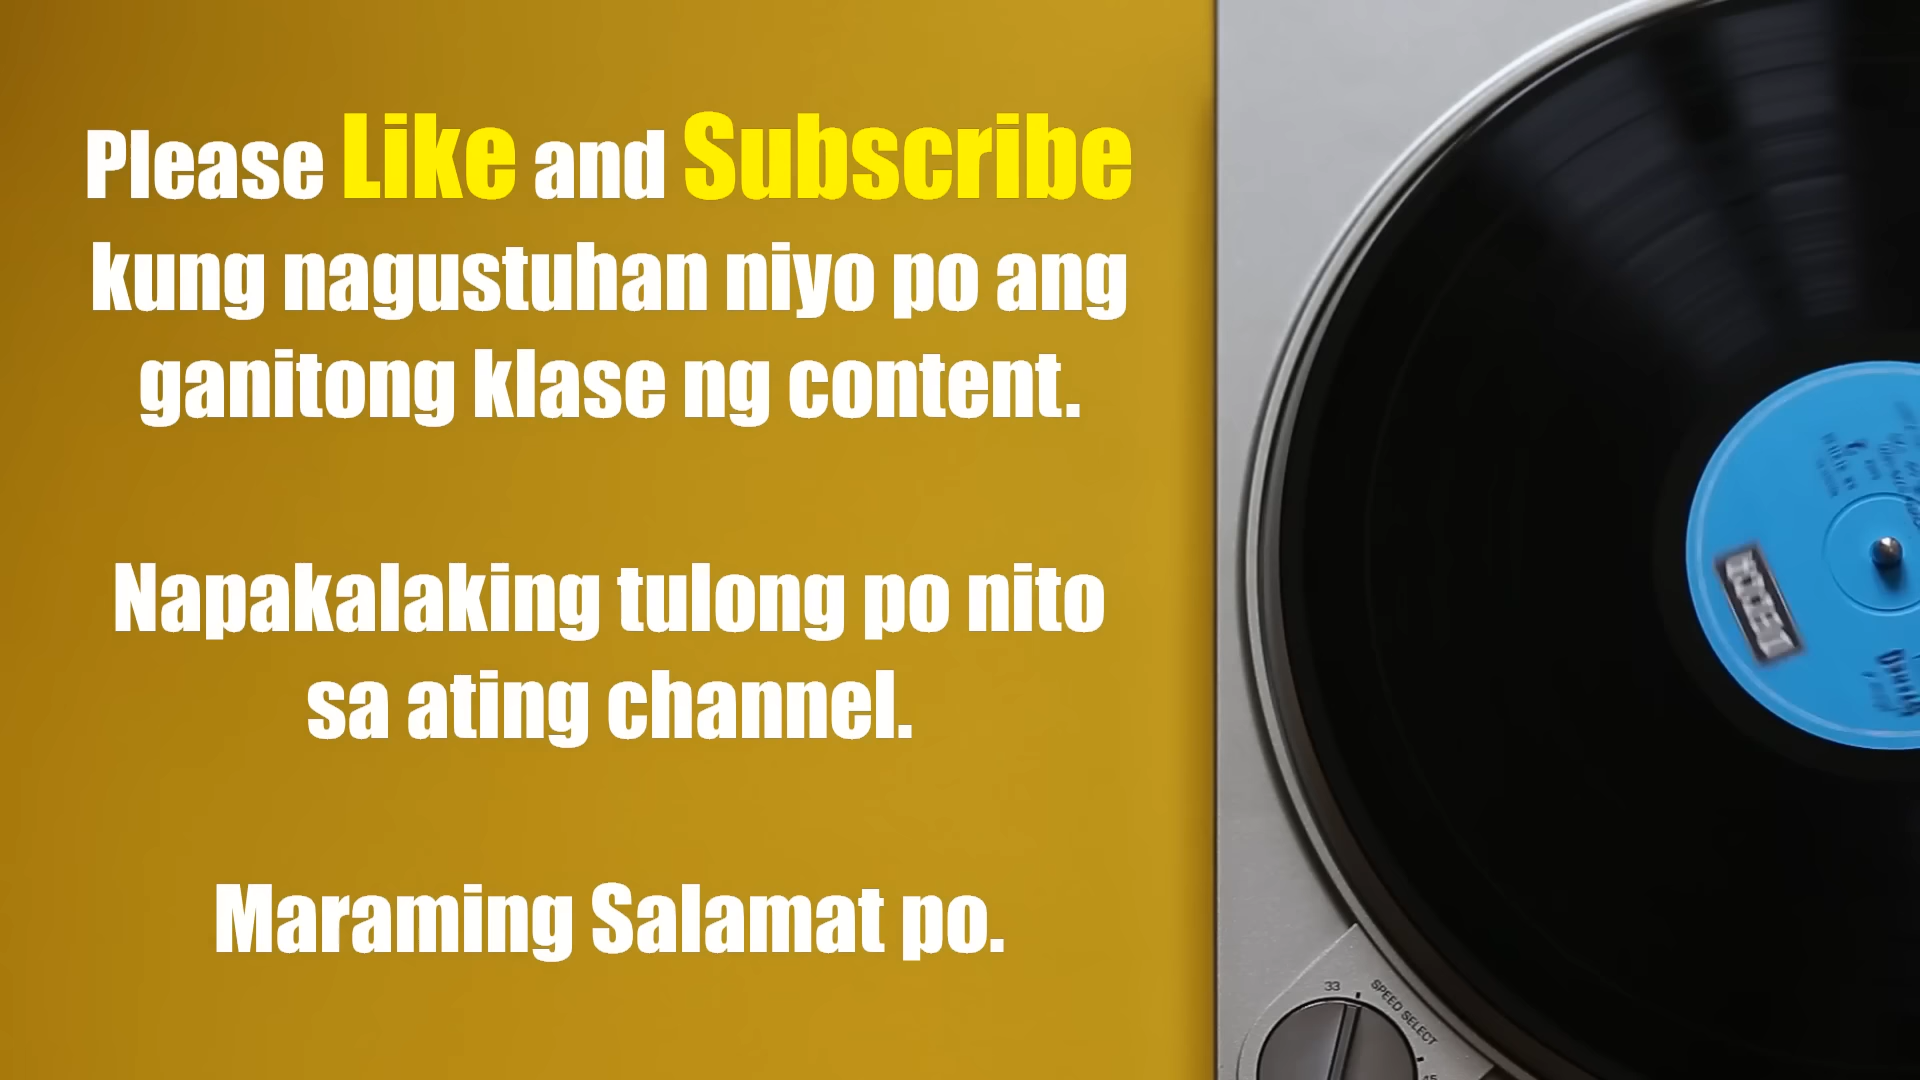 Please Like and Subscribe
kung nagustuhan niyo po ang
ganitong klase ng content.
Napakalaking tulong po nito
sa ating channel.
Maraming Salamat po.
33
SPEED SELECT
45